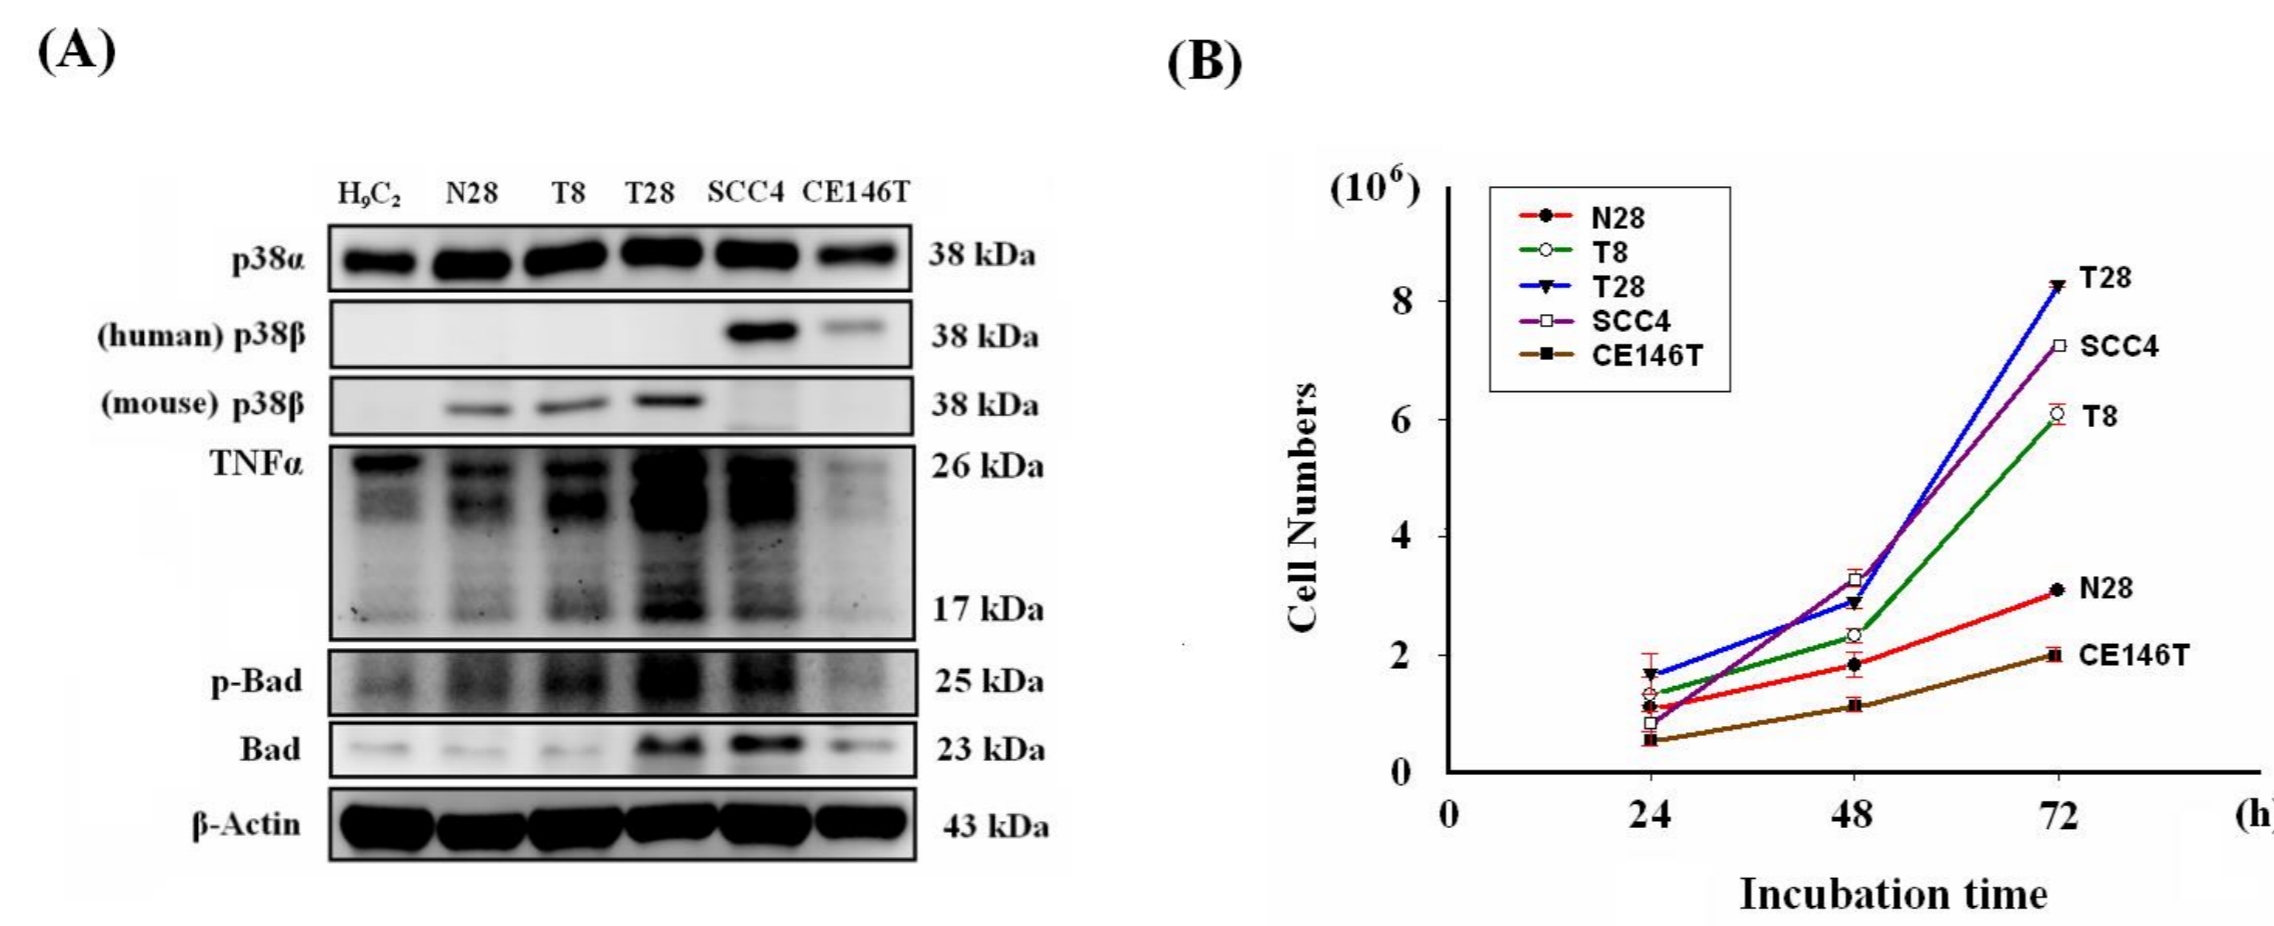 (A)
H₉C₂ N28 T8 T28 SCC4 CE146T
p38α 38 kDa
(human) p38β 38 kDa
(mouse) p38β 38 kDa
TNFα 26 kDa
17 kDa
p-Bad 25 kDa
Bad 23 kDa
β-Actin 43 kDa
(B)
(10⁶)
N28
T8
T28
SCC4
CE146T
8
6
4
2
0
Cell Numbers
T28
SCC4
T8
N28
CE146T
0 24 48 72 (h)
Incubation time